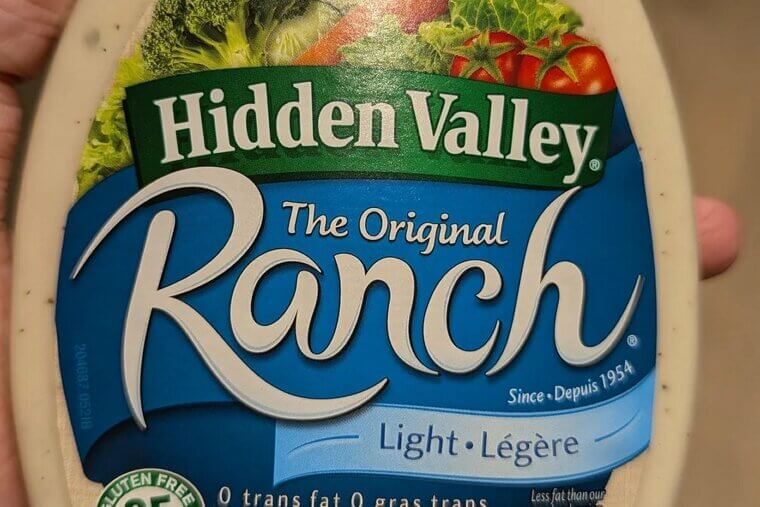 Hidden Valley®
The Original
Ranch®
Since • Depuis 1954
Light • Légère
GLUTEN FREE
0 trans fat 0 gras trans
Less fat than our